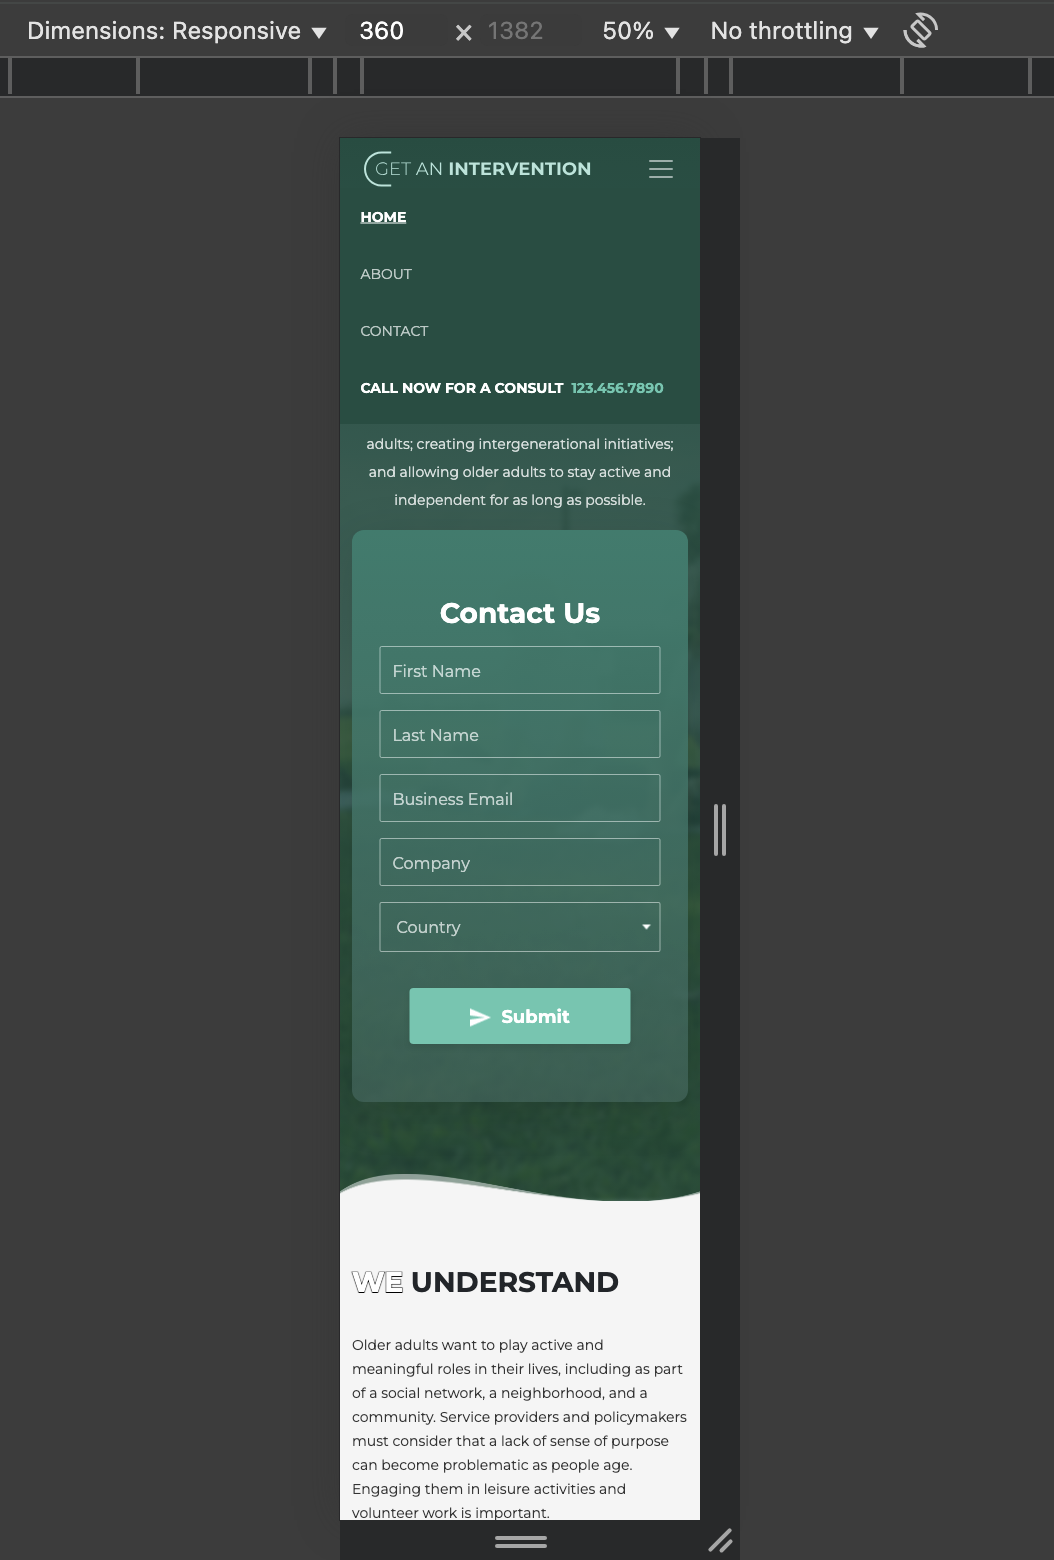 Dimensions: Responsive 360 × 1382 50% No throttling
GET AN INTERVENTION
HOME
ABOUT
CONTACT
CALL NOW FOR A CONSULT 123.456.7890
adults; creating intergenerational initiatives;
and allowing older adults to stay active and
independent for as long as possible.
Contact Us
First Name
Last Name
Business Email
Company
Country
Submit
WE UNDERSTAND
Older adults want to play active and
meaningful roles in their lives, including as part
of a social network, a neighborhood, and a
community. Service providers and policymakers
must consider that a lack of sense of purpose
can become problematic as people age.
Engaging them in leisure activities and
volunteer work is important.